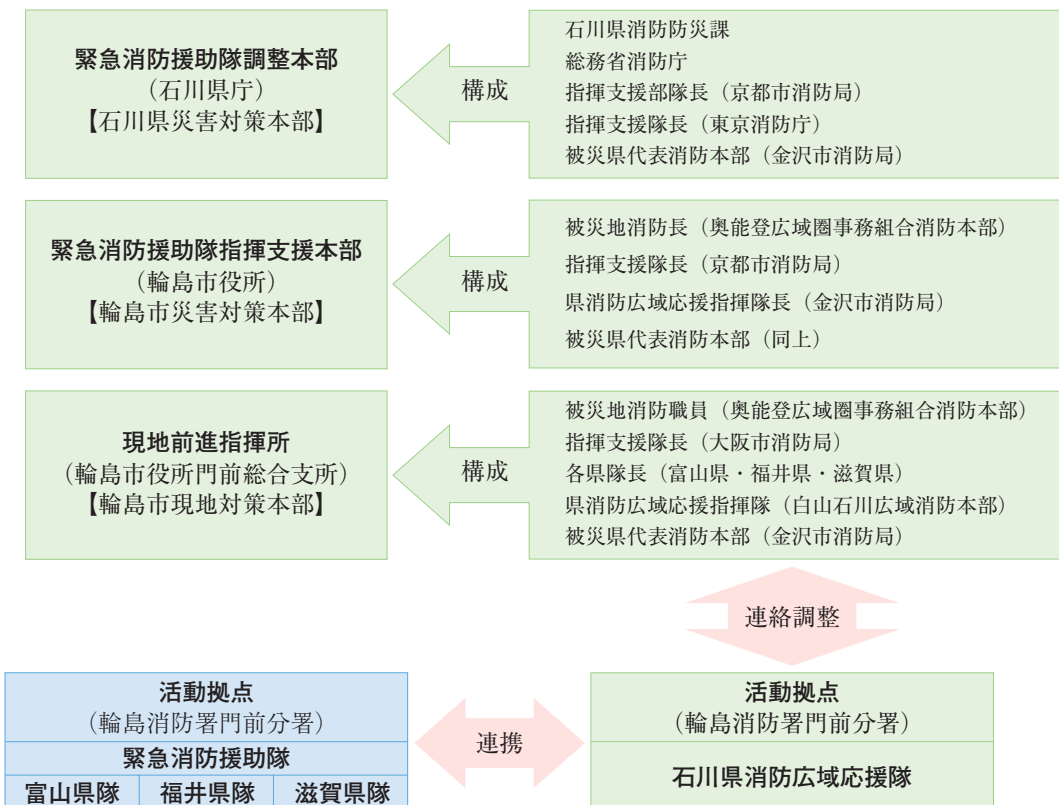 緊急消防援助隊調整本部
（石川県庁）
【石川県災害対策本部】
構成
石川県消防防災課
総務省消防庁
指揮支援部隊長（京都市消防局）
指揮支援隊長（東京消防庁）
被災県代表消防本部（金沢市消防局）
緊急消防援助隊指揮支援本部
（輪島市役所）
【輪島市災害対策本部】
構成
被災地消防長（奥能登広域圏事務組合消防本部）
指揮支援隊長（京都市消防局）
県消防広域応援指揮隊長（金沢市消防局）
被災県代表消防本部（同上）
現地前進指揮所
（輪島市役所門前総合支所）
【輪島市現地対策本部】
構成
被災地消防職員（奥能登広域圏事務組合消防本部）
指揮支援隊長（大阪市消防局）
各県隊長（富山県・福井県・滋賀県）
県消防広域応援指揮隊（白山石川広域消防本部）
被災県代表消防本部（金沢市消防局）
連絡調整
活動拠点
（輪島消防署門前分署）
緊急消防援助隊
富山県隊 福井県隊 滋賀県隊
連携
活動拠点
（輪島消防署門前分署）
石川県消防広域応援隊